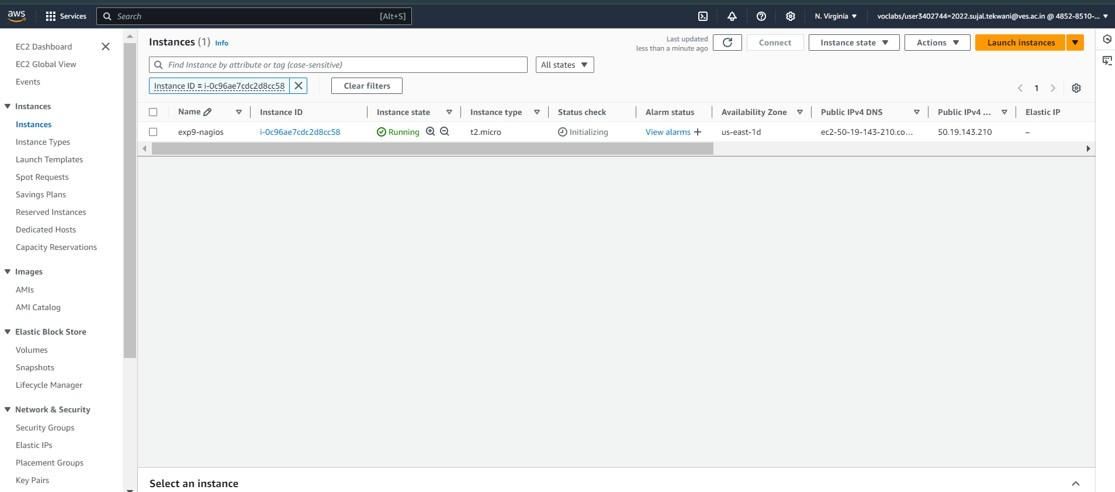 aws Services Search [Alt+S] N. Virginia voclabs/user3402744=2022.sujal.tekwani@ves.ac.in @ 4852-8510-...
EC2 Dashboard
EC2 Global View
Events
Instances
Instances
Instance Types
Launch Templates
Spot Requests
Savings Plans
Reserved Instances
Dedicated Hosts
Capacity Reservations
Images
AMIs
AMI Catalog
Elastic Block Store
Volumes
Snapshots
Lifecycle Manager
Network & Security
Security Groups
Elastic IPs
Placement Groups
Key Pairs
Instances (1) Info
Last updated
less than a minute ago
Connect Instance state Actions Launch instances
Find Instance by attribute or tag (case-sensitive) All states
Instance ID = i-0c96ae7cdc2d8cc58 Clear filters
1
Name Instance ID Instance state Instance type Status check Alarm status Availability Zone Public IPv4 DNS Public IPv4 ... Elastic IP
exp9-nagios i-0c96ae7cdc2d8cc58 Running t2.micro Initializing View alarms + us-east-1d ec2-50-19-143-210.co... 50.19.143.210 –
Select an instance